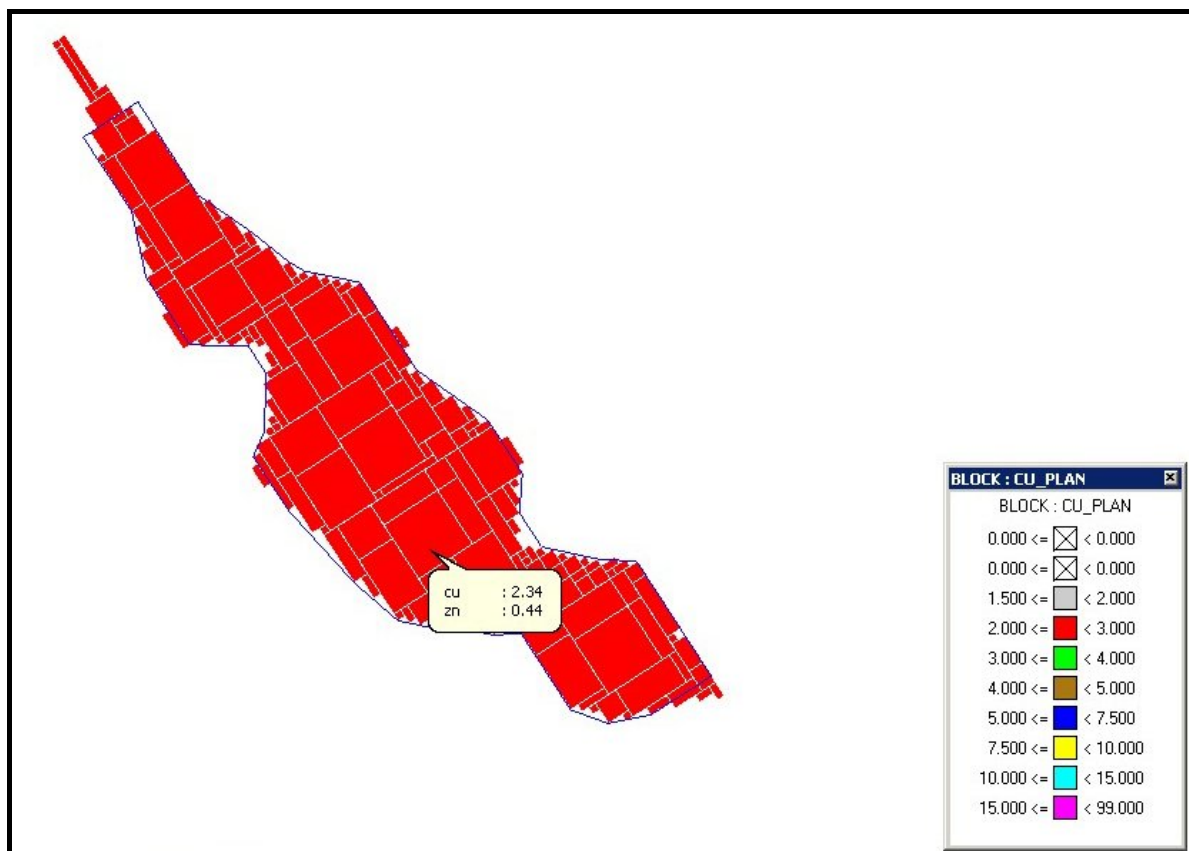 cu : 2.34
zn : 0.44
BLOCK : CU_PLAN
BLOCK : CU_PLAN
0.000 <= < 0.000
0.000 <= < 0.000
1.500 <= < 2.000
2.000 <= < 3.000
3.000 <= < 4.000
4.000 <= < 5.000
5.000 <= < 7.500
7.500 <= < 10.000
10.000 <= < 15.000
15.000 <= < 99.000